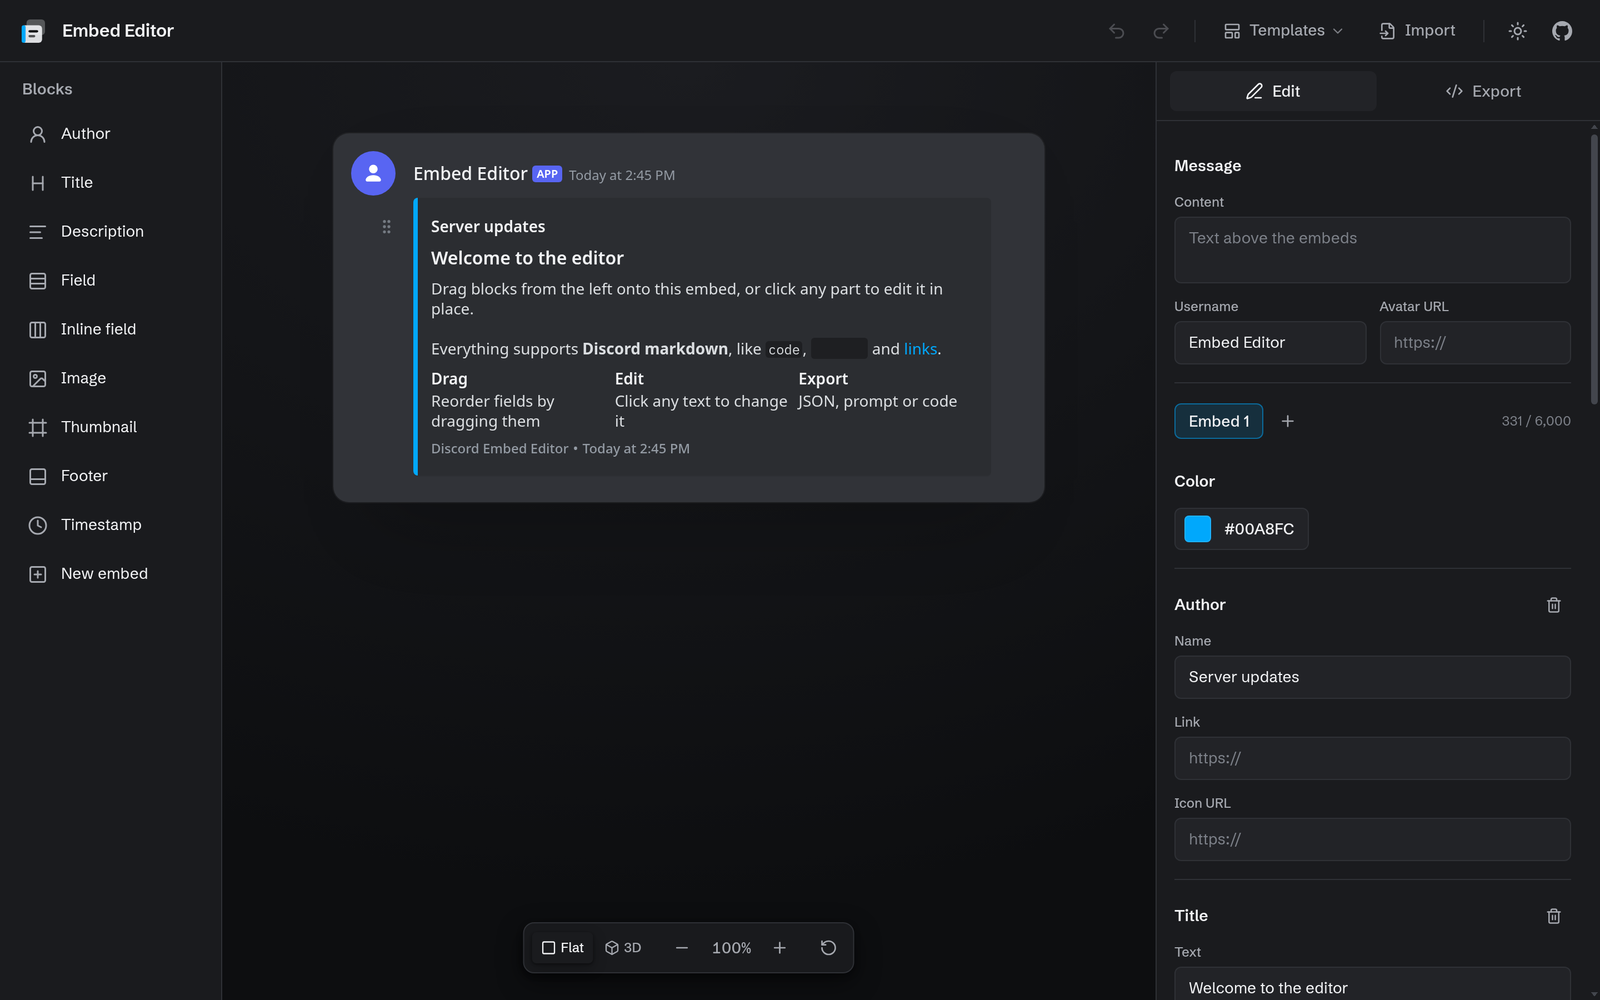 Embed Editor
Templates
Import
Blocks
Author
Title
Description
Field
Inline field
Image
Thumbnail
Footer
Timestamp
New embed
Embed Editor APP Today at 2:45 PM
Server updates
Welcome to the editor
Drag blocks from the left onto this embed, or click any part to edit it in
place.
Everything supports Discord markdown, like code, and links.
Drag Edit Export
Reorder fields by Click any text to change JSON, prompt or code
dragging them it
Discord Embed Editor • Today at 2:45 PM
Flat 3D 100%
Edit Export
Message
Content
Text above the embeds
Username Avatar URL
Embed Editor https://
Embed 1 331 / 6,000
Color
#00A8FC
Author
Name
Server updates
Link
https://
Icon URL
https://
Title
Text
Welcome to the editor